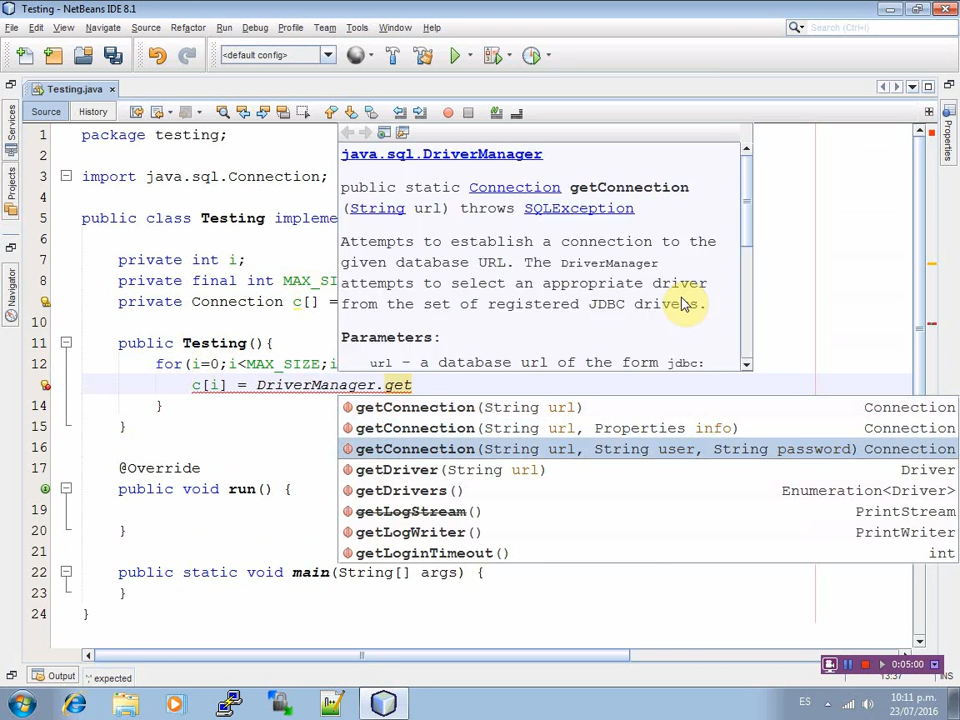 Testing - NetBeans IDE 8.1
File Edit View Navigate Source Refactor Run Debug Profile Team Tools Window Help
Search (Ctrl+I)
<default config>
Testing.java
Source History
Services
Projects
Navigator
Properties
1 package testing;
2
3 import java.sql.Connection;
4
5 public class Testing impleme
6
7 private int i;
8 private final int MAX_SI
9 private Connection c[] =
10
11 public Testing(){
12 for(i=0;i<MAX_SIZE;i
c[i] = DriverManager.get
14 }
15 }
16
@Override
public void run() {
19
20 }
21
22 public static void main(String[] args) {
23 }
24 }
java.sql.DriverManager
public static Connection getConnection
(String url) throws SQLException
Attempts to establish a connection to the
given database URL. The DriverManager
attempts to select an appropriate driver
from the set of registered JDBC drivers.
Parameters:
url - a database url of the form jdbc:
getConnection(String url) Connection
getConnection(String url, Properties info) Connection
getConnection(String url, String user, String password) Connection
getDriver(String url) Driver
getDrivers() Enumeration<Driver>
getLogStream() PrintStream
getLogWriter() PrintWriter
getLoginTimeout() int
0:05:00
Output
';' expected
13:37
INS
ES
10:11 p.m.
23/07/2016